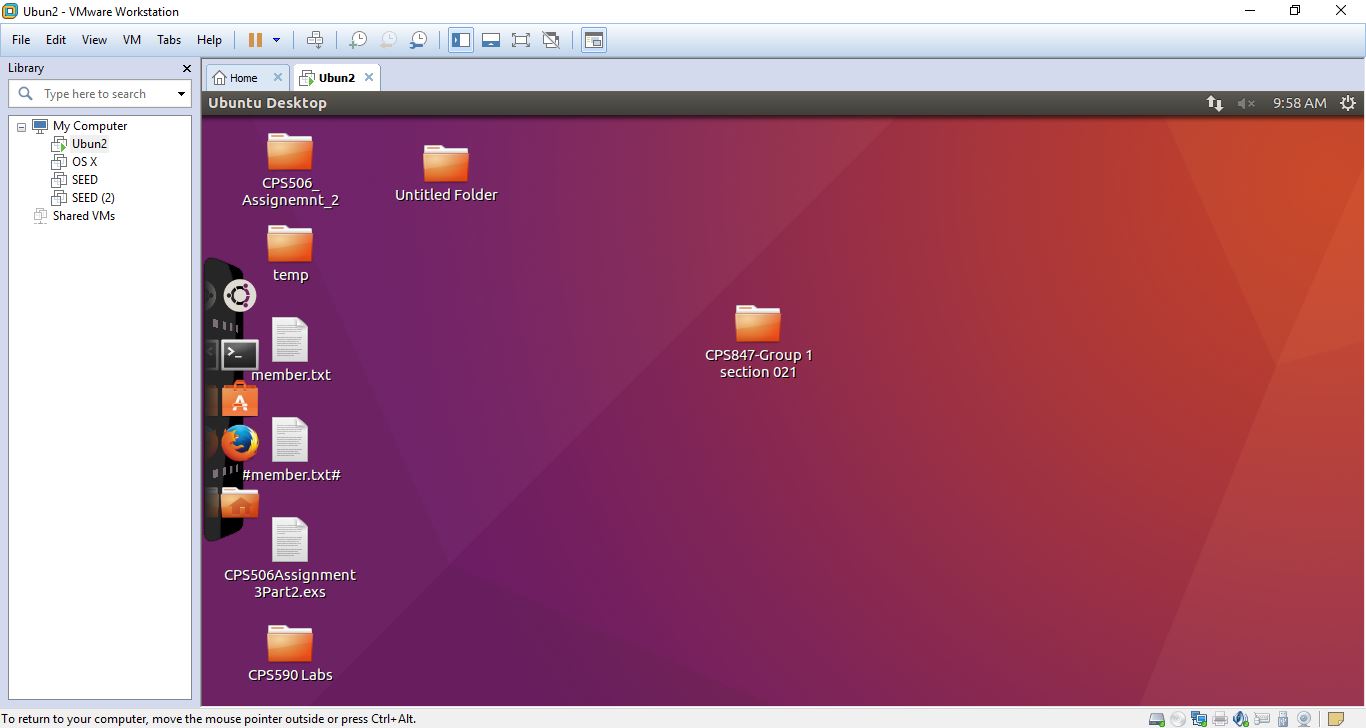 Ubun2 - VMware Workstation
File Edit View VM Tabs Help
Library
Type here to search
My Computer
Ubun2
OS X
SEED
SEED (2)
Shared VMs
Home
Ubun2
Ubuntu Desktop
9:58 AM
CPS506_
Assignemnt_2
Untitled Folder
temp
CPS847-Group 1
section 021
member.txt
#member.txt#
CPS506Assignment
3Part2.exs
CPS590 Labs
To return to your computer, move the mouse pointer outside or press Ctrl+Alt.